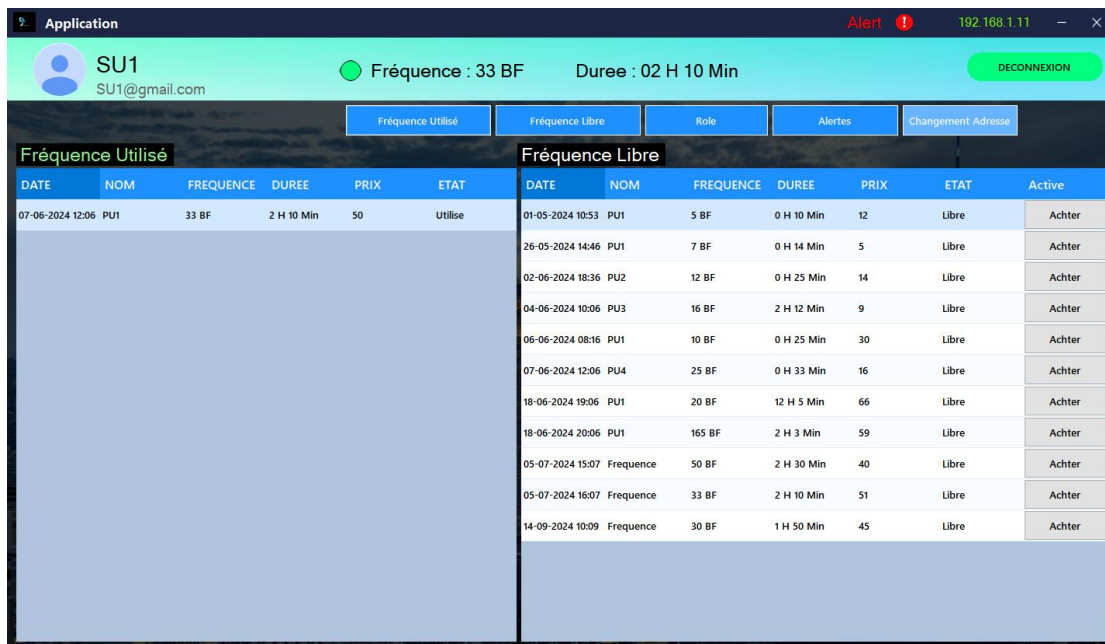 Application Alert ! 192.168.1.11
SU1
SU1@gmail.com
Fréquence : 33 BF Duree : 02 H 10 Min
DECONNEXION
Fréquence Utilisé Fréquence Libre Role Alertes Changement Adresse
Fréquence Utilisé
DATE NOM FREQUENCE DUREE PRIX ETAT
07-06-2024 12:06 PU1 33 BF 2 H 10 Min 50 Utilise
Fréquence Libre
DATE NOM FREQUENCE DUREE PRIX ETAT Active
01-05-2024 10:53 PU1 5 BF 0 H 10 Min 12 Libre Achter
26-05-2024 14:46 PU1 7 BF 0 H 14 Min 5 Libre Achter
02-06-2024 18:36 PU2 12 BF 0 H 25 Min 14 Libre Achter
04-06-2024 10:06 PU3 16 BF 2 H 12 Min 9 Libre Achter
06-06-2024 08:16 PU1 10 BF 0 H 25 Min 30 Libre Achter
07-06-2024 12:06 PU4 25 BF 0 H 33 Min 16 Libre Achter
18-06-2024 19:06 PU1 20 BF 12 H 5 Min 66 Libre Achter
18-06-2024 20:06 PU1 165 BF 2 H 3 Min 59 Libre Achter
05-07-2024 15:07 Frequence 50 BF 2 H 30 Min 40 Libre Achter
05-07-2024 16:07 Frequence 33 BF 2 H 10 Min 51 Libre Achter
14-09-2024 10:09 Frequence 30 BF 1 H 50 Min 45 Libre Achter